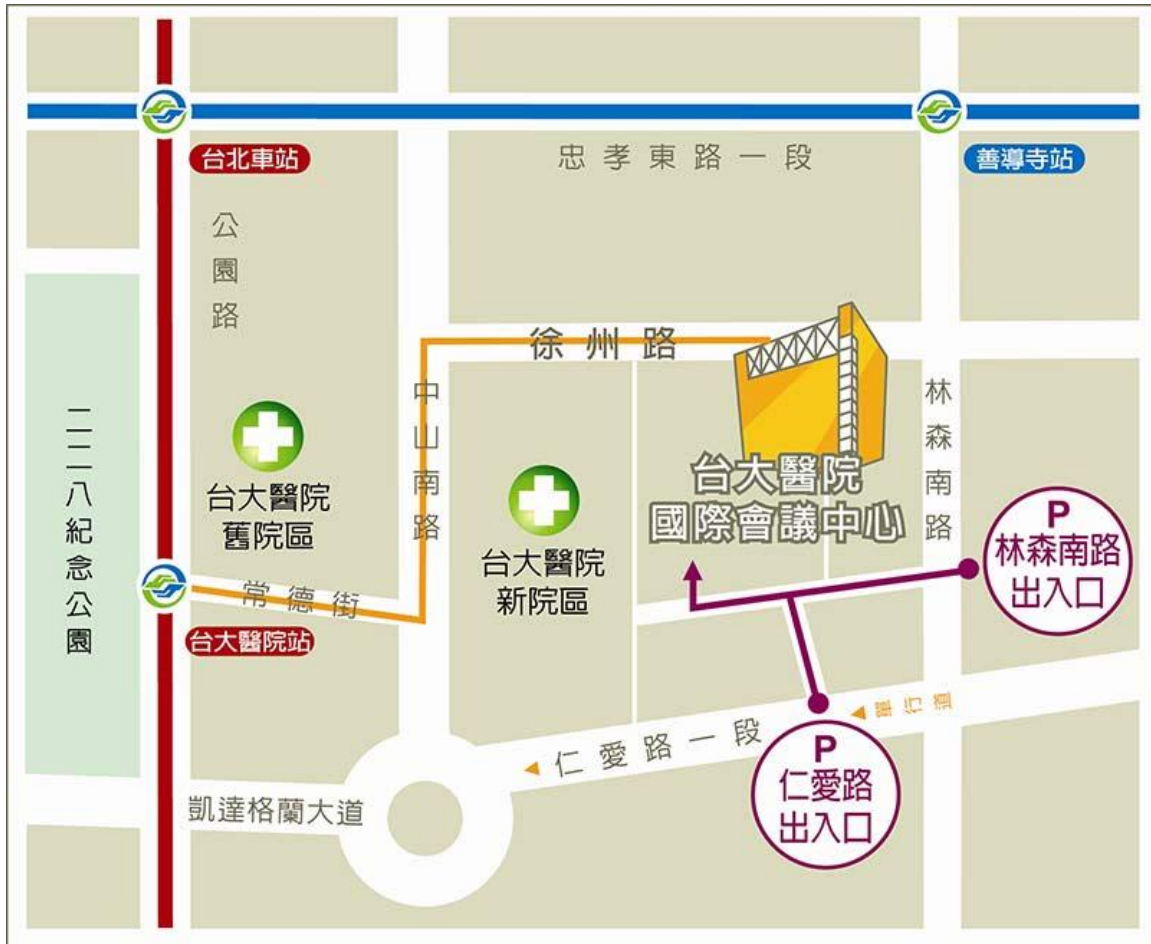 台北車站
忠孝東路一段
善導寺站
公園路
徐州路
中山南路
林森南路
二二八紀念公園
台大醫院
舊院區
台大醫院
新院區
台大醫院
國際會議中心
P
林森南路
出入口
常德街
台大醫院站
單行道
仁愛路一段
P
仁愛路
出入口
凱達格蘭大道